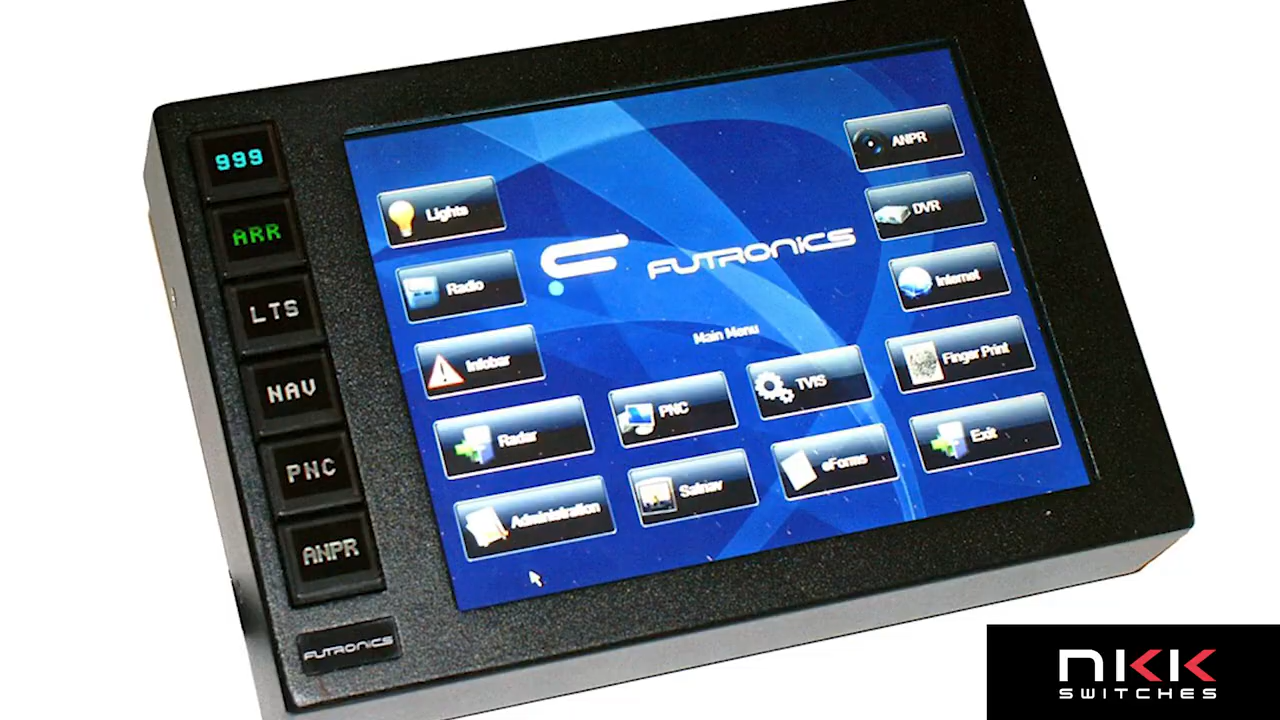 999
ARR
LTS
NAV
PNC
ANPR
FUTRONICS
Lights
Radio
Infobar
Radar
Administration
FUTRONICS
Main Menu
PNC
Satnav
TVIS
eForms
ANPR
DVR
Internet
Finger Print
Exit
NKK
SWITCHES